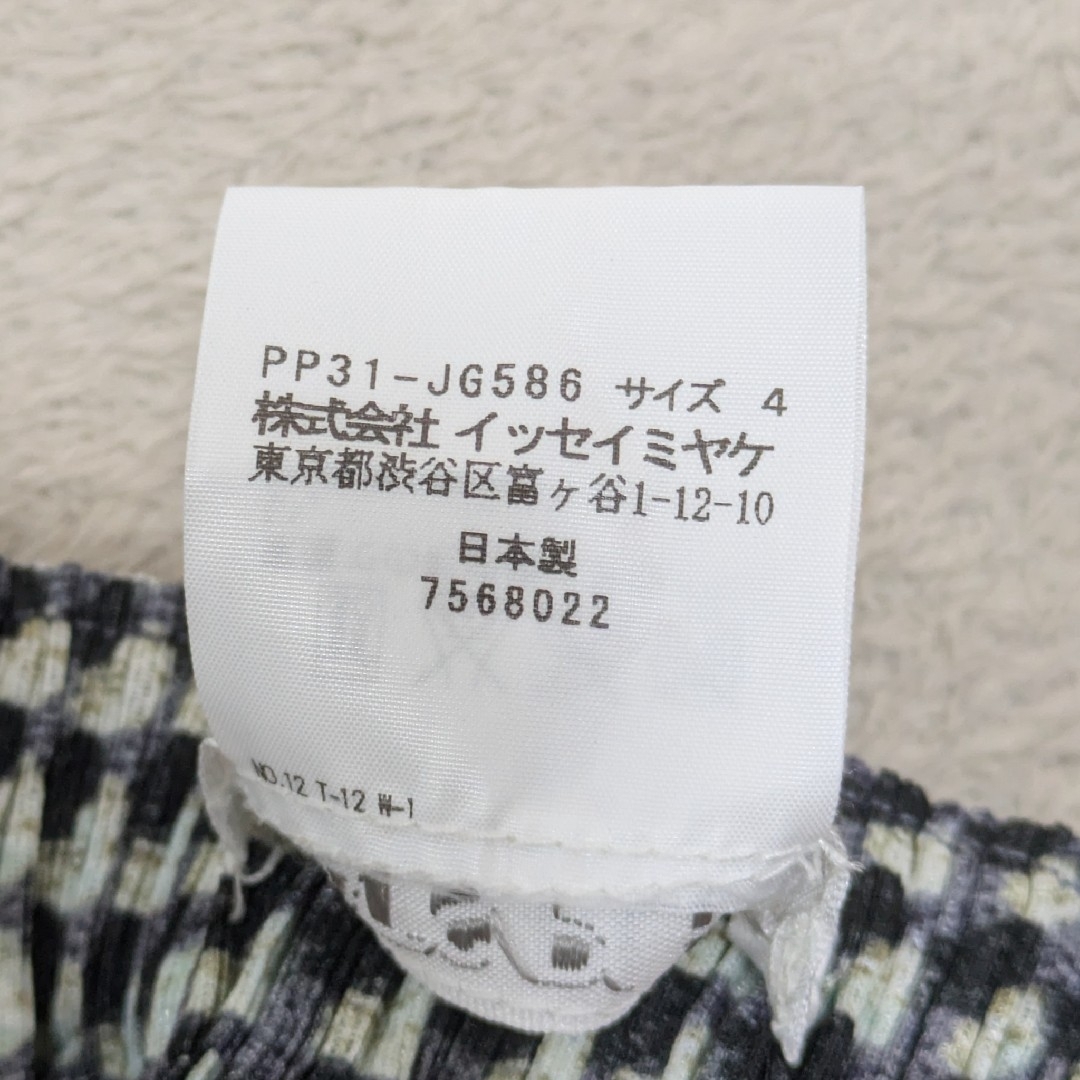 PP31-JG586 サイズ 4
株式会社 イッセイミヤケ
東京都渋谷区富ヶ谷1-12-10
日本製
7568022
NO.12 T-12 W-1